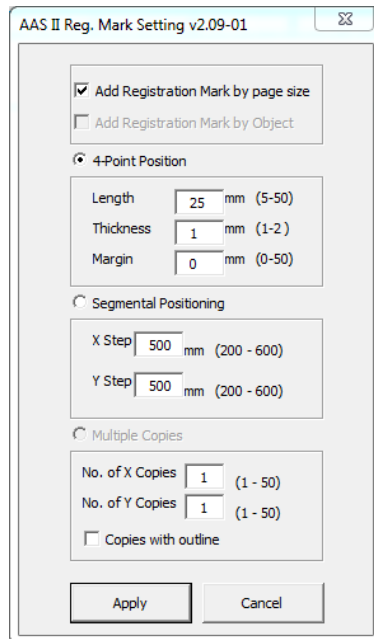 AAS II Reg. Mark Setting v2.09-01
Add Registration Mark by page size
Add Registration Mark by Object
4-Point Position
Length 25 mm (5-50)
Thickness 1 mm (1-2 )
Margin 0 mm (0-50)
Segmental Positioning
X Step 500 mm (200 - 600)
Y Step 500 mm (200 - 600)
Multiple Copies
No. of X Copies 1 (1 - 50)
No. of Y Copies 1 (1 - 50)
Copies with outline
Apply Cancel